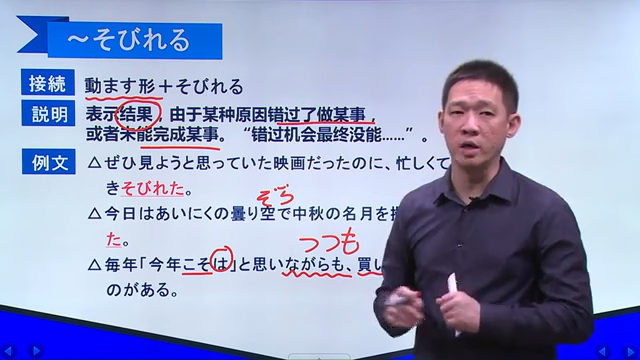 ～そびれる
接続 動ます形＋そびれる
説明 表示结果，由于某种原因错过了做某事，
或者未能完成某事。“错过机会最终没能……”。
例文 △ぜひ見ようと思っていた映画だったのに、忙しくて
きそびれた。
ぞら
△今日はあいにくの曇り空で中秋の名月を
た。
つつも
△毎年「今年こそは」と思いながらも、買い
のがある。